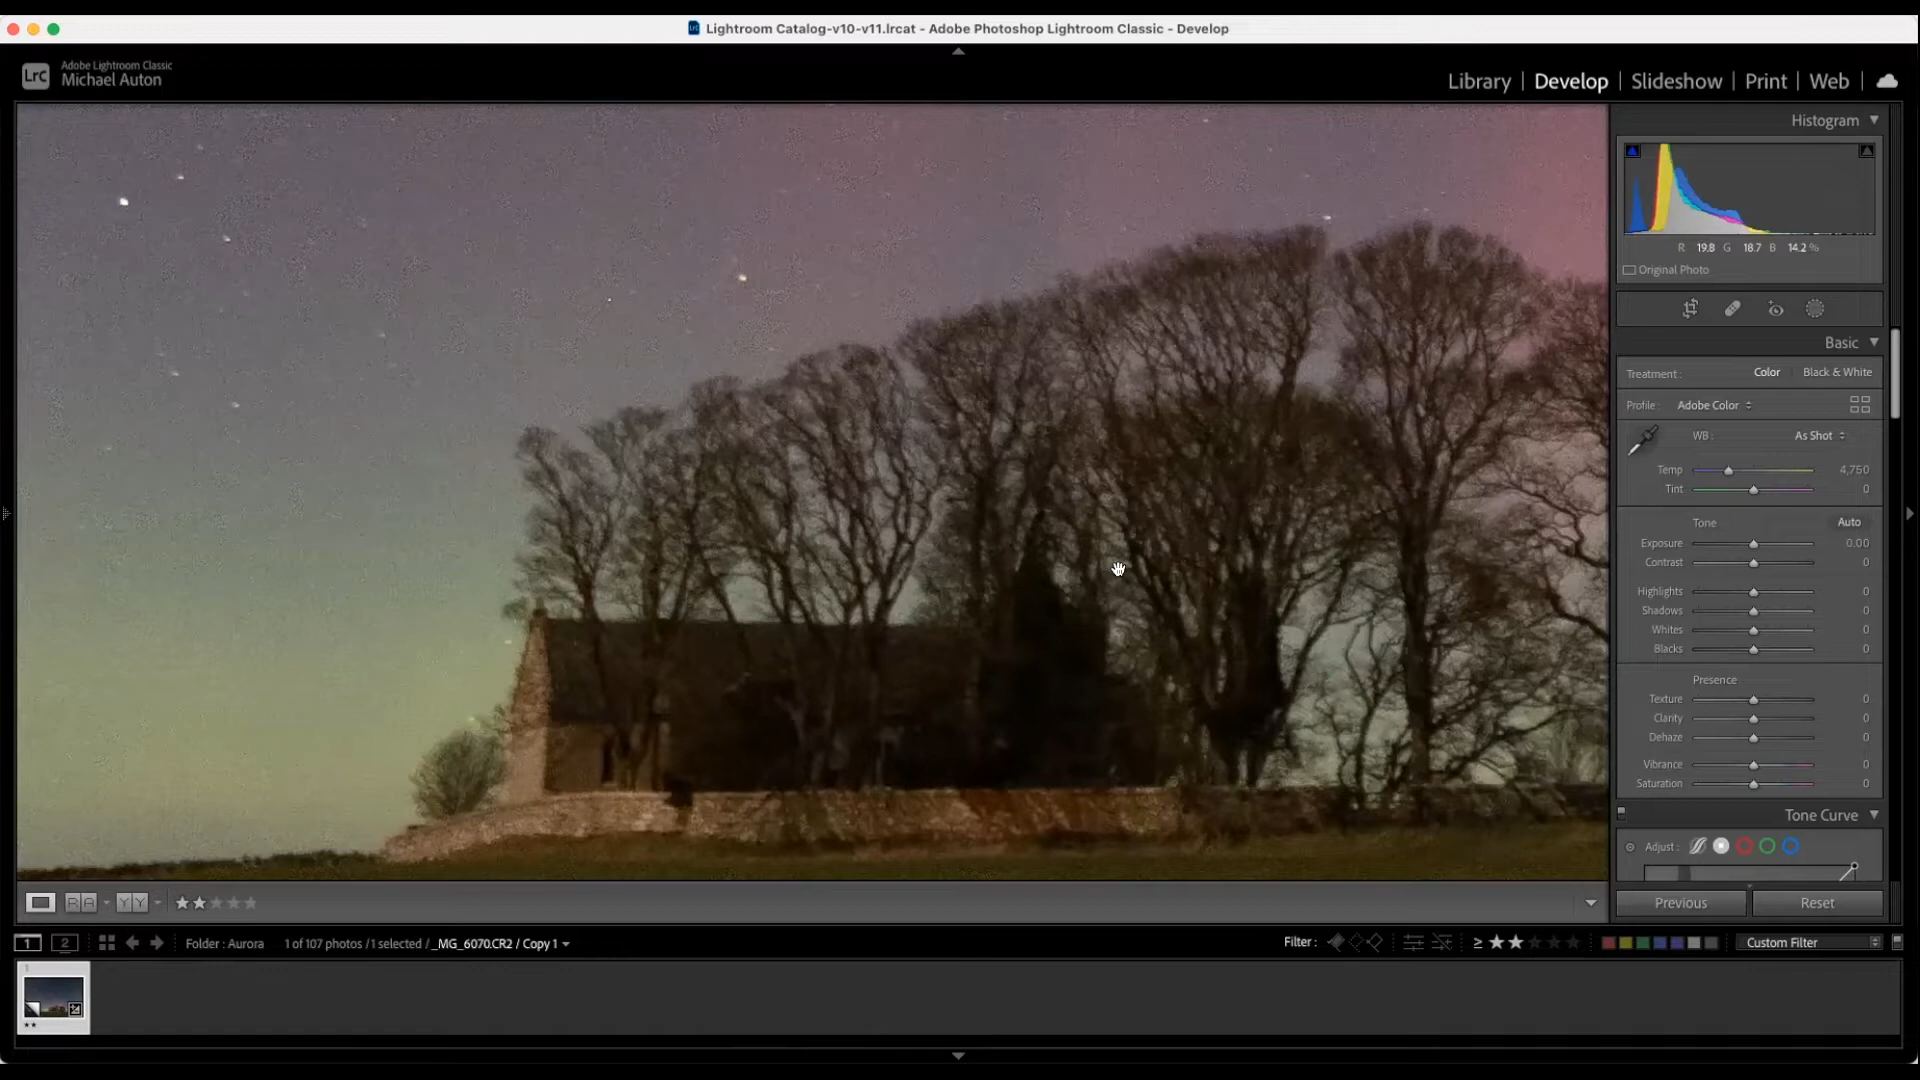 Lightroom Catalog-v10-v11.lrcat - Adobe Photoshop Lightroom Classic - Develop
LrC Adobe Lightroom Classic
Michael Auton
Library | Develop | Slideshow | Print | Web
Histogram
R 19.8 G 18.7 B 14.2 %
Original Photo
Basic
Treatment : Color Black & White
Profile : Adobe Color
WB : As Shot
Temp 4,750
Tint 0
Tone Auto
Exposure 0.00
Contrast 0
Highlights 0
Shadows 0
Whites 0
Blacks 0
Presence
Texture 0
Clarity 0
Dehaze 0
Vibrance 0
Saturation 0
Tone Curve
Adjust :
R A Y Y
Previous Reset
1 2 Folder : Aurora 1 of 107 photos / 1 selected / _MG_6070.CR2 / Copy 1 Filter : ≥ Custom Filter
1